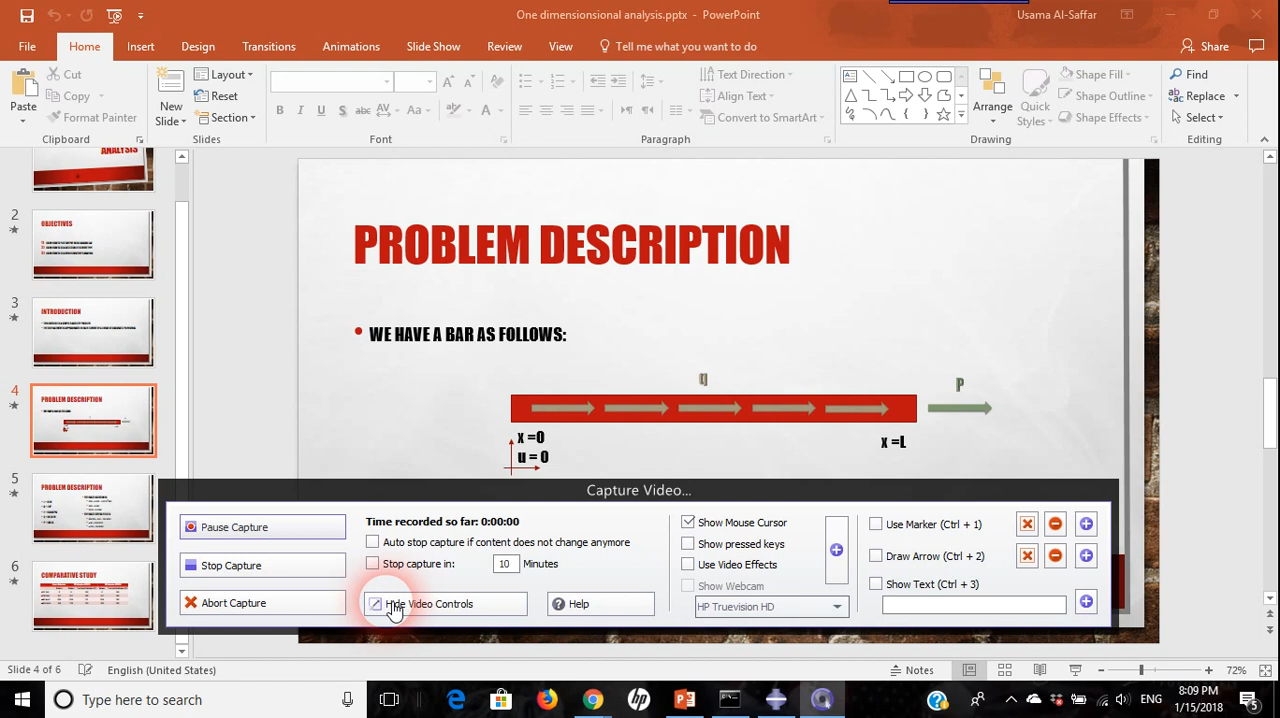 One dimensionsional analysis.pptx - PowerPoint
Usama Al-Saffar
File
Home
Insert
Design
Transitions
Animations
Slide Show
Review
View
Tell me what you want to do
Share
Paste
Cut
Copy
Format Painter
Clipboard
New
Slide
Layout
Reset
Section
Slides
B I U S abc AV Aa A
Font
Text Direction
Align Text
Convert to SmartArt
Paragraph
Arrange
Quick
Styles
Shape Fill
Shape Outline
Shape Effects
Drawing
Find
Replace
Select
Editing
ANALYSIS
2
OBJECTIVES
3
INTRODUCTION
4
PROBLEM DESCRIPTION
5
PROBLEM DESCRIPTION
6
COMPARATIVE STUDY
PROBLEM DESCRIPTION
• WE HAVE A BAR AS FOLLOWS:
q
P
x =0
u = 0
x =L
Capture Video...
Pause Capture
Stop Capture
Abort Capture
Time recorded so far: 0:00:00
Auto stop capture if content does not change anymore
Stop capture in: 10 Minutes
Hide Video Controls
Help
Show Mouse Cursor
Show pressed keys
Use Video Effects
Show Webcam
HP Truevision HD
Use Marker (Ctrl + 1)
Draw Arrow (Ctrl + 2)
Show Text (Ctrl + 3)
Slide 4 of 6
English (United States)
Notes
72%
Type here to search
ENG
8:09 PM
1/15/2018
5